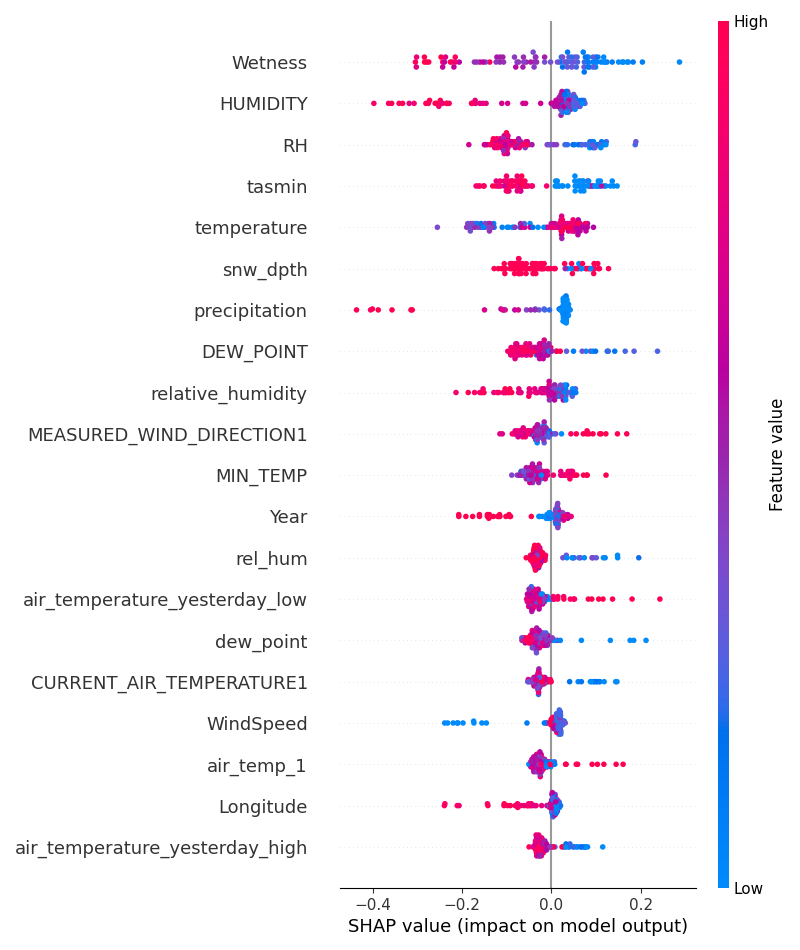 High
Wetness
HUMIDITY
RH
tasmin
temperature
snw_dpth
precipitation
DEW_POINT
relative_humidity
MEASURED_WIND_DIRECTION1
MIN_TEMP
Year
rel_hum
air_temperature_yesterday_low
dew_point
CURRENT_AIR_TEMPERATURE1
WindSpeed
air_temp_1
Longitude
air_temperature_yesterday_high
Feature value
Low
−0.4 −0.2 0.0 0.2
SHAP value (impact on model output)